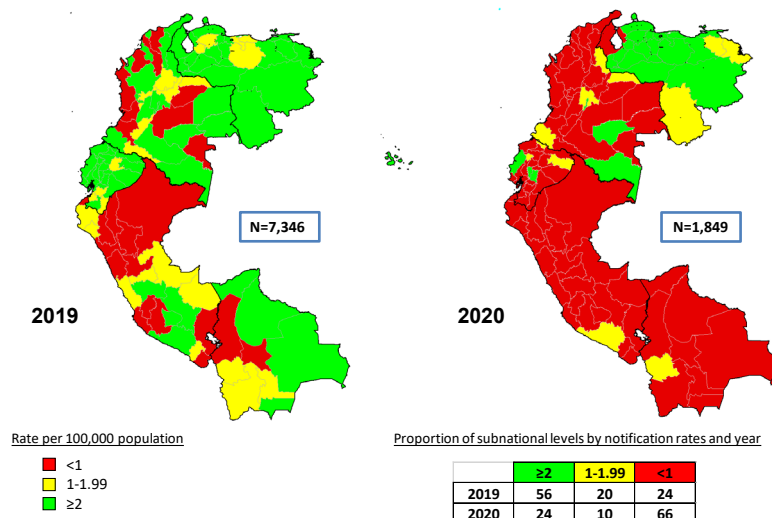 N=7,346
N=1,849
2019
2020
Rate per 100,000 population
<1
1-1.99
≥2
Proportion of subnational levels by notification rates and year
≥2 1-1.99 <1
2019 56 20 24
2020 24 10 66